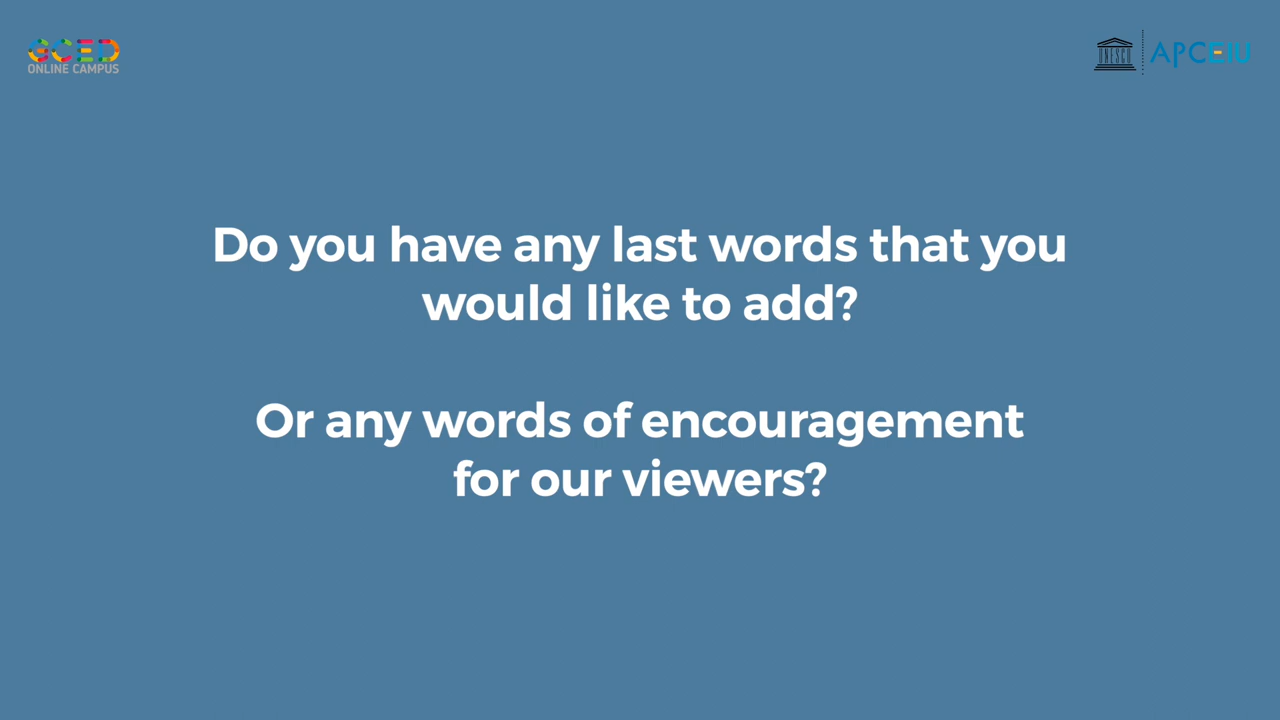 GCED
ONLINE CAMPUS
UNESCO
APCEIU
Do you have any last words that you
would like to add?
Or any words of encouragement
for our viewers?